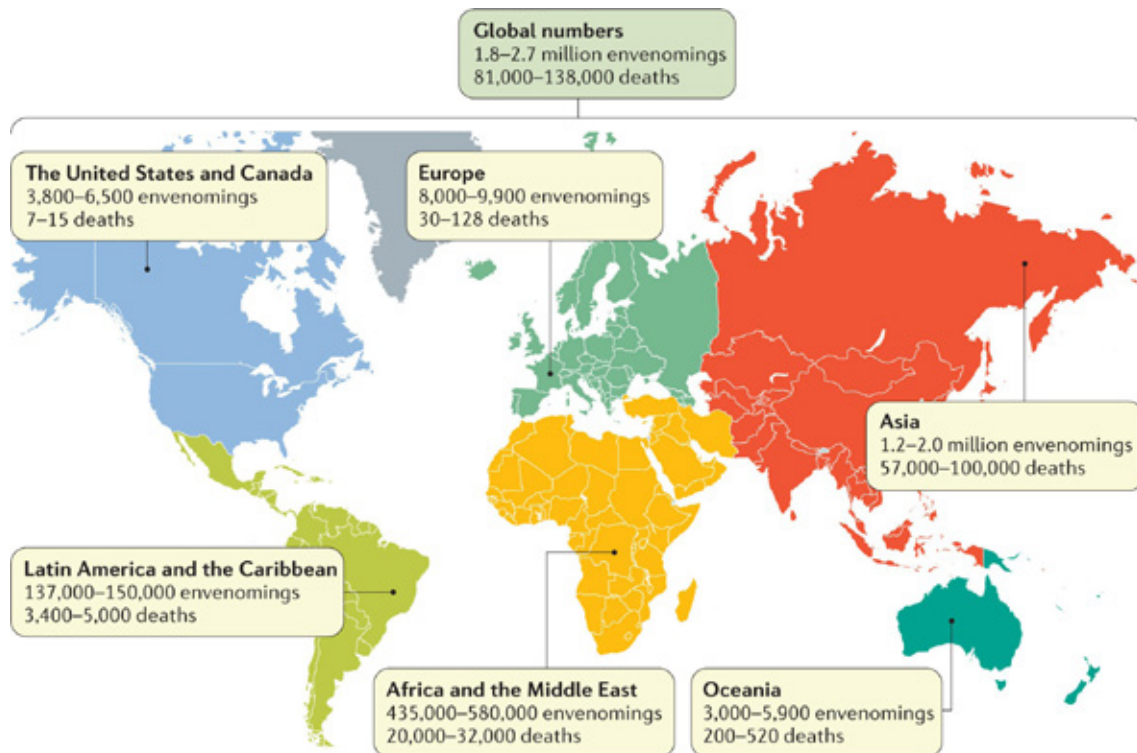 Global numbers
1.8–2.7 million envenomings
81,000–138,000 deaths
The United States and Canada
3,800–6,500 envenomings
7–15 deaths
Europe
8,000–9,900 envenomings
30–128 deaths
Asia
1.2–2.0 million envenomings
57,000–100,000 deaths
Latin America and the Caribbean
137,000–150,000 envenomings
3,400–5,000 deaths
Africa and the Middle East
435,000–580,000 envenomings
20,000–32,000 deaths
Oceania
3,000–5,900 envenomings
200–520 deaths